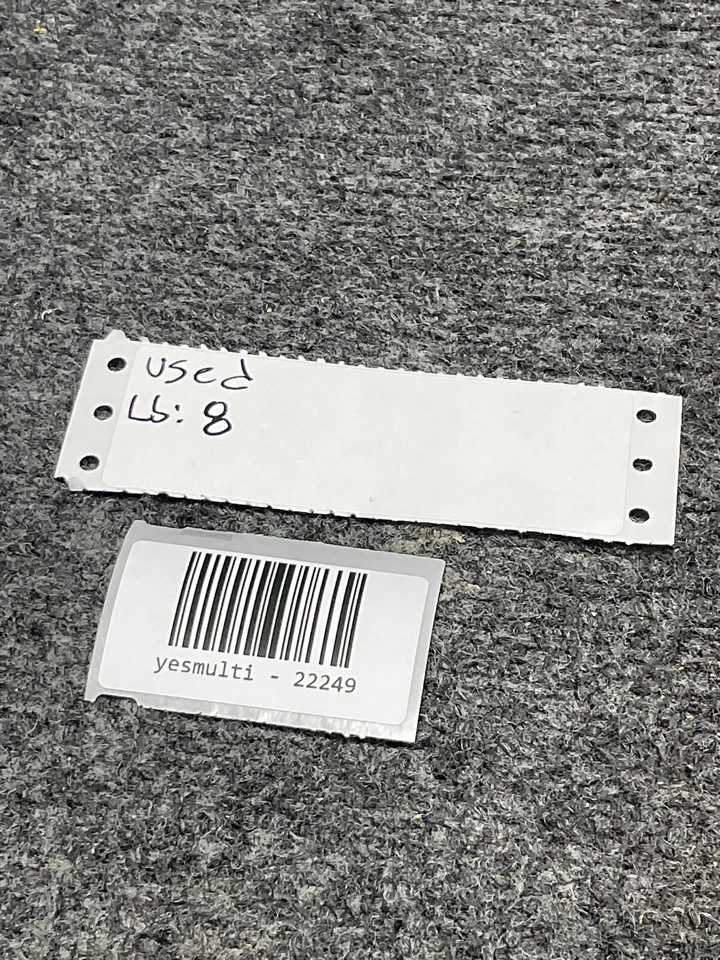 used
Lb: 8
yesmulti - 22249